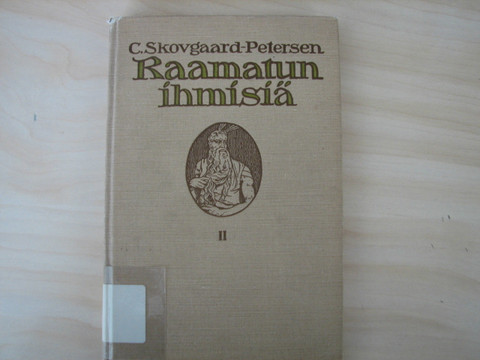 C. Skovgaard-Petersen
Raamatun
ihmisiä
II